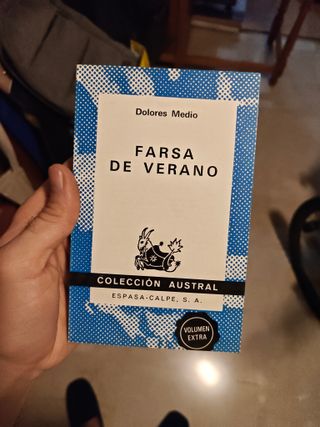 Dolores Medio
FARSA
DE VERANO
COLECCIÓN AUSTRAL
ESPASA-CALPE, S. A.
VOLUMEN
EXTRA